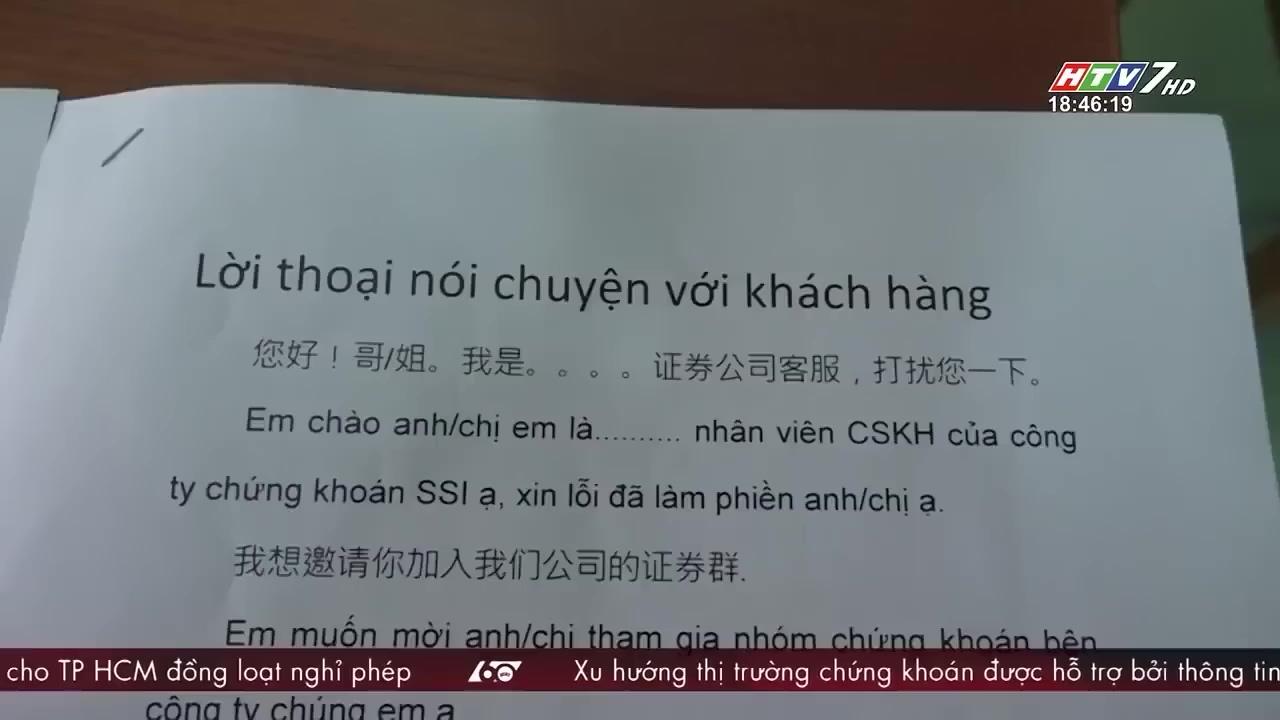 HTV7 HD
18:46:19
Lời thoại nói chuyện với khách hàng
您好！哥/姐。我是。。。。证券公司客服，打扰您一下。
Em chào anh/chị em là.......... nhân viên CSKH của công
ty chứng khoán SSI ạ, xin lỗi đã làm phiền anh/chị ạ.
我想邀请你加入我们公司的证券群.
Em muốn mời anh/chị tham gia nhóm chứng khoán bên
cho TP HCM đồng loạt nghỉ phép 60 giây Xu hướng thị trường chứng khoán được hỗ trợ bởi thông tin
công ty chúng em ạ